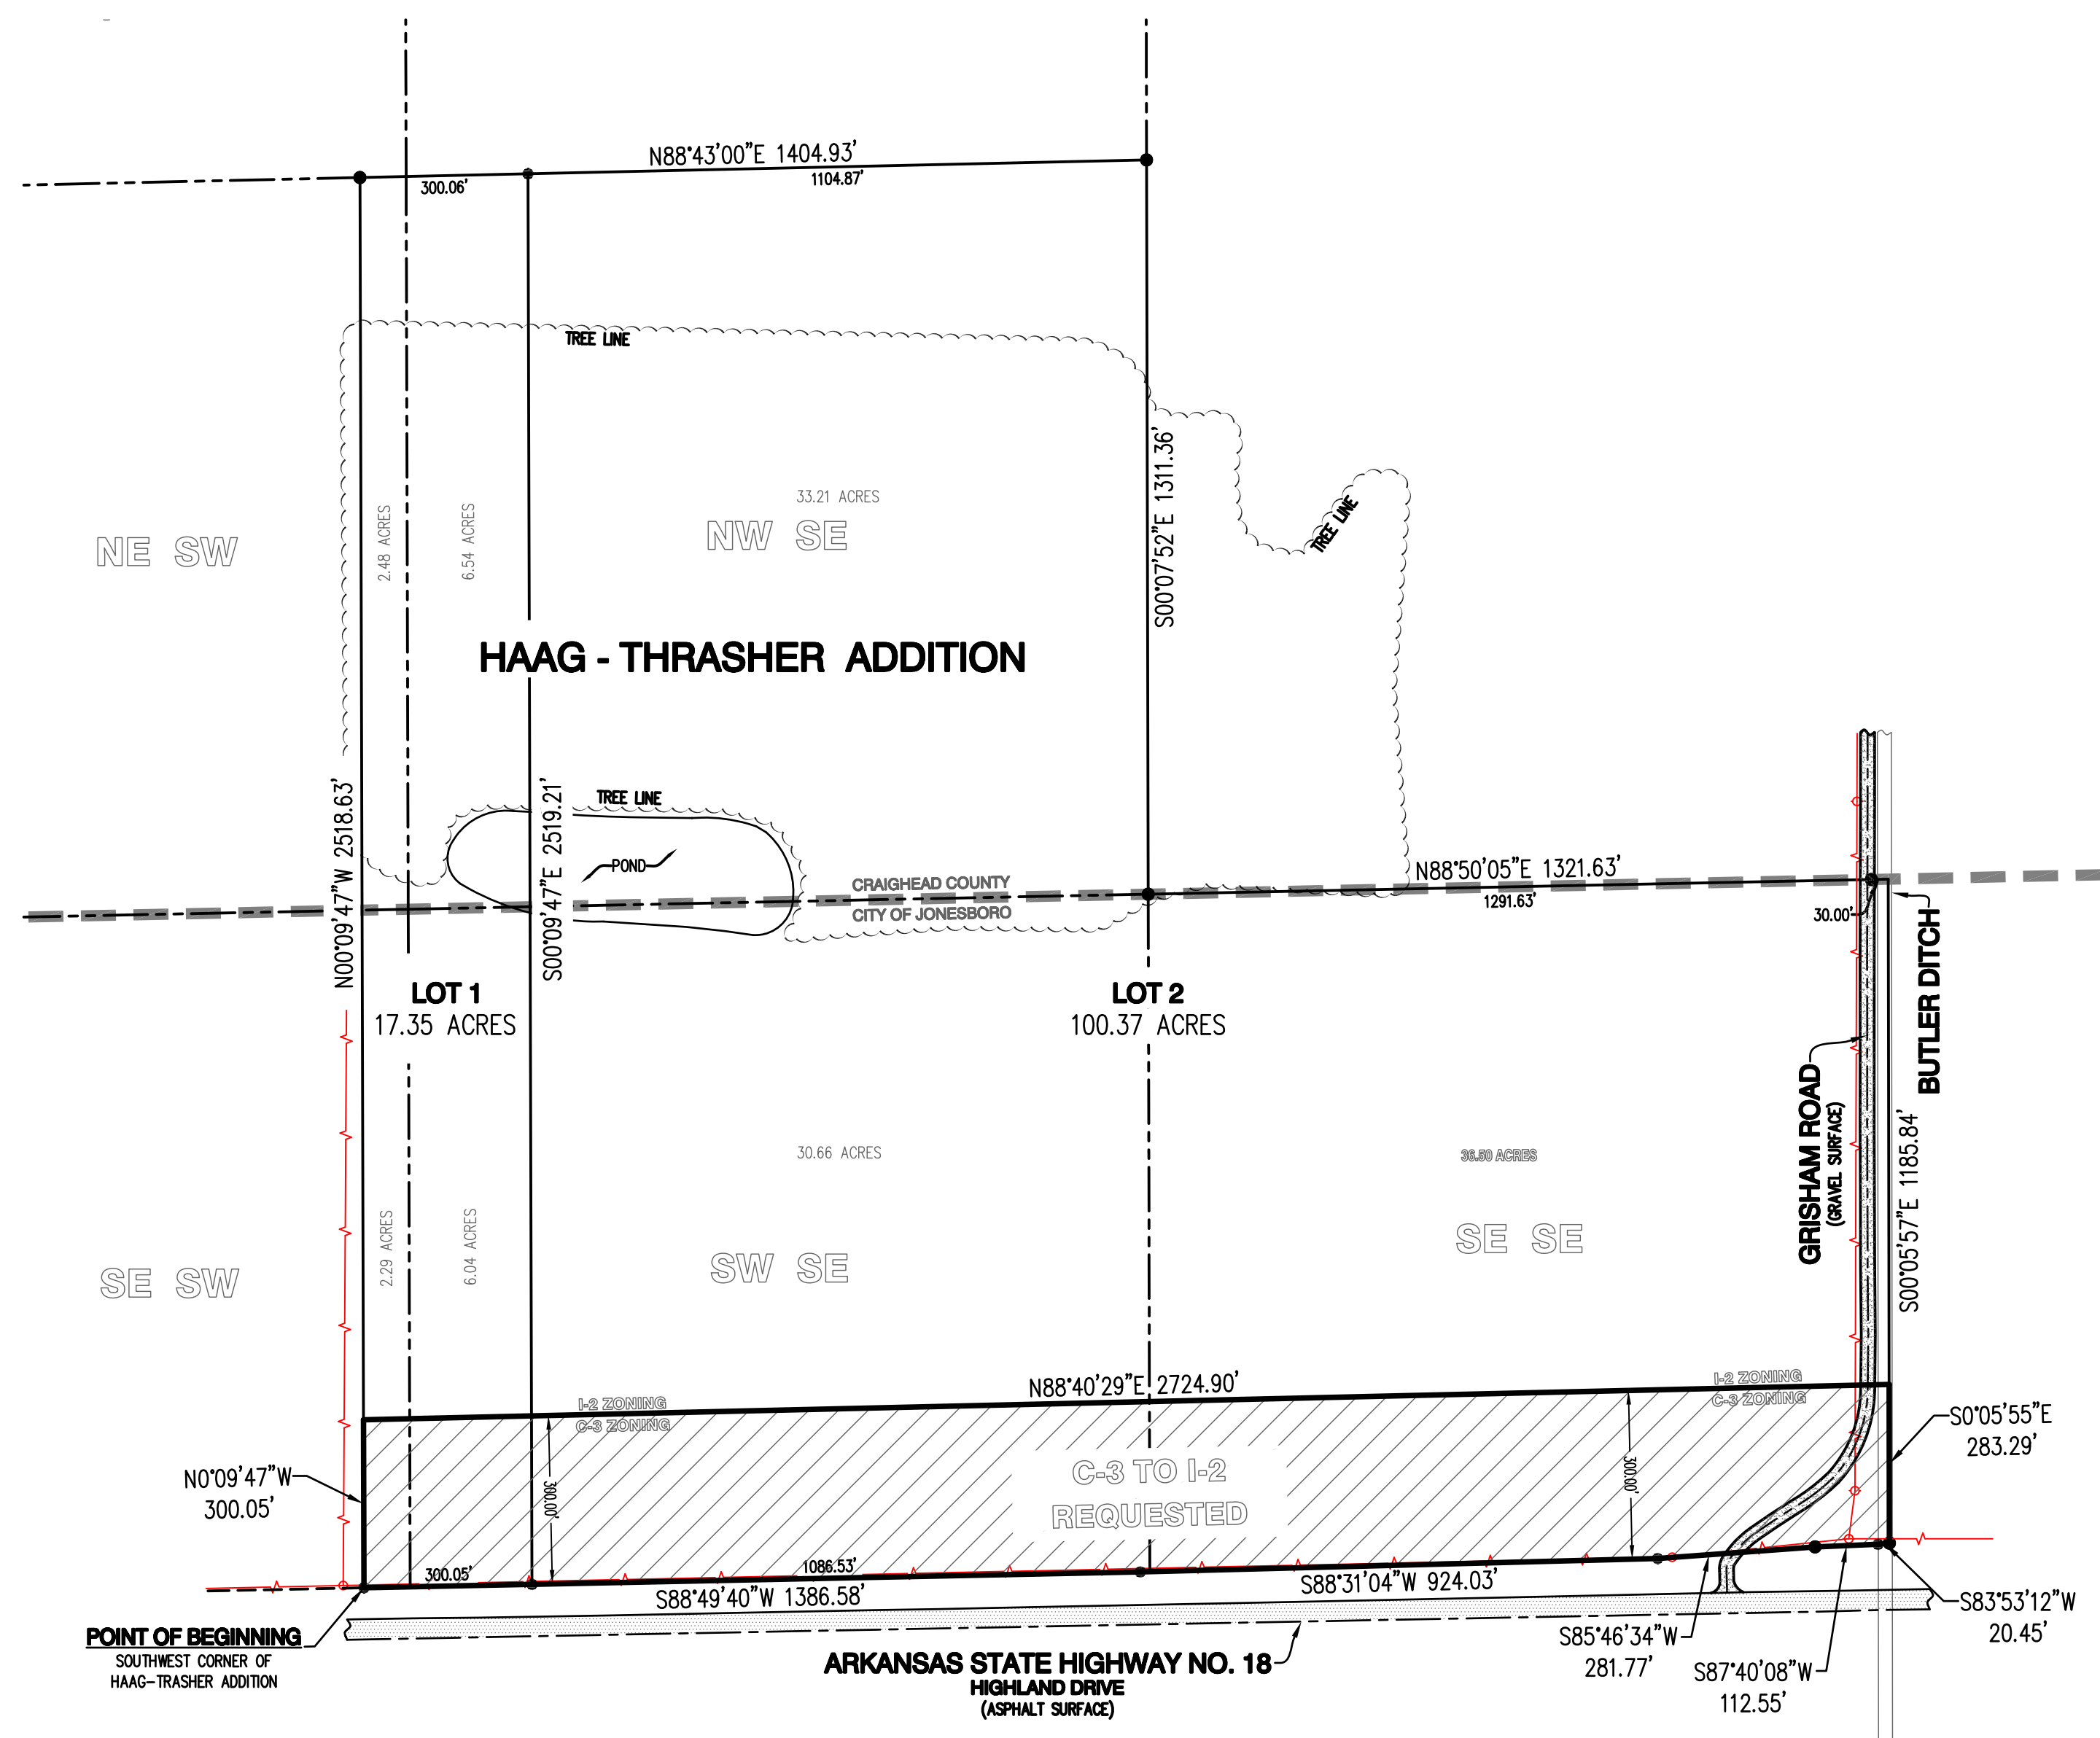 N88°43'00"E 1404.93'
300.06'
1104.87'
TREE LINE
33.21 ACRES
NE SW
2.48 ACRES
6.54 ACRES
NW SE
S00°07'52"E 1311.36'
TREE LINE
HAAG - THRASHER ADDITION
N00°09'47"W 2518.63'
S00°09'47"E 2519.21'
TREE LINE
POND
CRAIGHEAD COUNTY
CITY OF JONESBORO
N88°50'05"E 1321.63'
1291.63'
30.00'
BUTLER DITCH
LOT 1
17.35 ACRES
LOT 2
100.37 ACRES
GRISHAM ROAD
(GRAVEL SURFACE)
S00°05'57"E 1185.84'
30.66 ACRES
36.50 ACRES
SE SW
2.29 ACRES
6.04 ACRES
SW SE
SE SE
N88°40'29"E 2724.90'
I-2 ZONING
C-3 ZONING
I-2 ZONING
C-3 ZONING
S0°05'55"E
283.29'
N0°09'47"W
300.05'
300.00'
C-3 TO I-2
REQUESTED
300.00'
300.05'
1086.53'
S88°49'40"W 1386.58'
S88°31'04"W 924.03'
S83°53'12"W
20.45'
S85°46'34"W
281.77'
S87°40'08"W
112.55'
POINT OF BEGINNING
SOUTHWEST CORNER OF
HAAG-TRASHER ADDITION
ARKANSAS STATE HIGHWAY NO. 18
HIGHLAND DRIVE
(ASPHALT SURFACE)